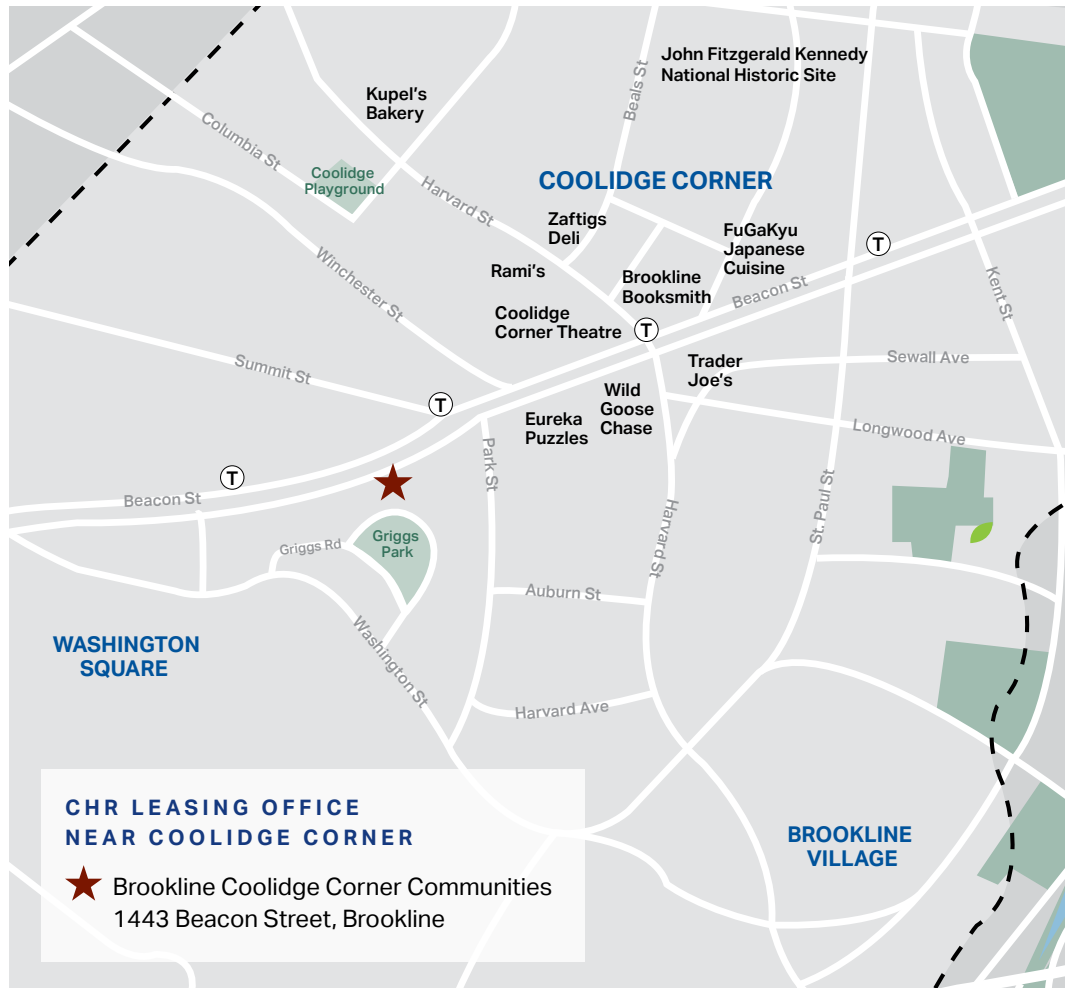 John Fitzgerald Kennedy
National Historic Site
Beals St
Kupel's
Bakery
Columbia St
Coolidge
Playground
Harvard St
COOLIDGE CORNER
Zaftigs
Deli
FuGaKyu
Japanese
Cuisine
T
Rami's
Brookline
Booksmith
Beacon St
Kent St
Winchester St
Coolidge
Corner Theatre
T
Summit St
Trader
Joe's
Sewall Ave
T
Wild
Goose
Chase
Eureka
Puzzles
Longwood Ave
Park St
T
Beacon St
St. Paul St
Harvard St
Griggs Rd
Griggs
Park
Auburn St
WASHINGTON
SQUARE
Washington St
Harvard Ave
CHR LEASING OFFICE
NEAR COOLIDGE CORNER
Brookline Coolidge Corner Communities
1443 Beacon Street, Brookline
BROOKLINE
VILLAGE